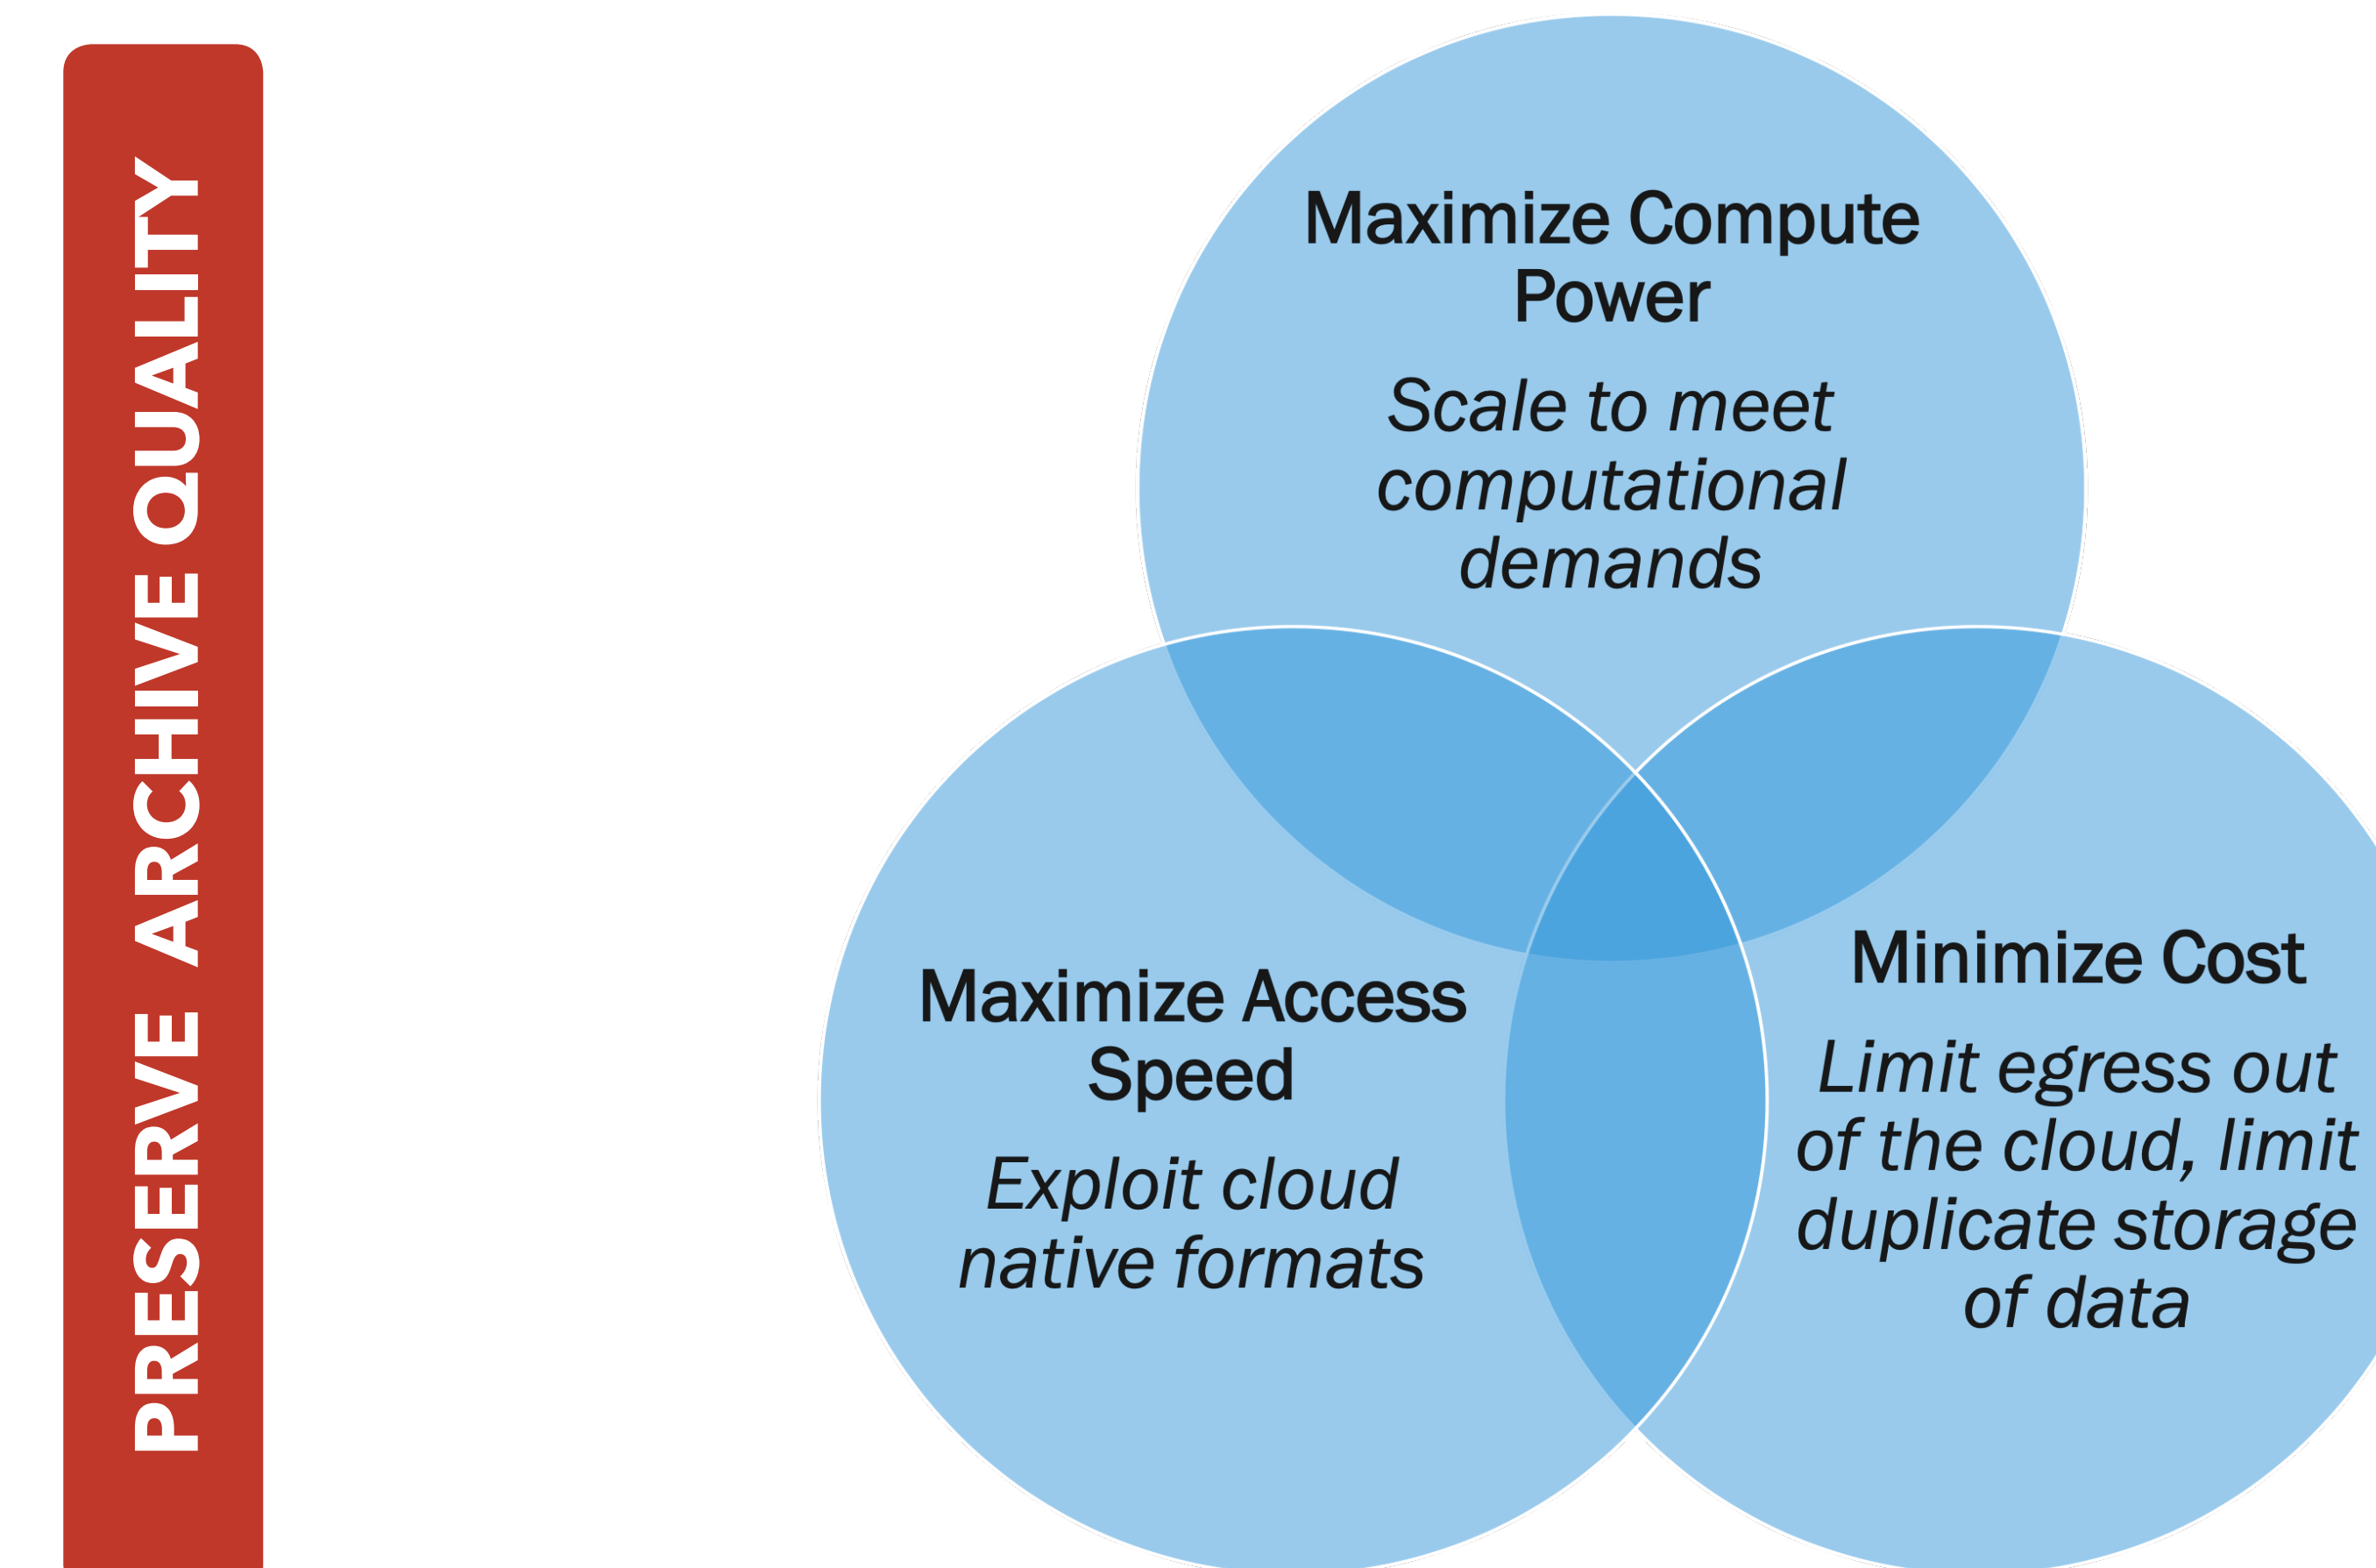 PRESERVE ARCHIVE QUALITY
Maximize Compute
Power
Scale to meet
computational
demands
Maximize Access
Speed
Exploit cloud
native formats
Minimize Cost
Limit egress out
of the cloud, limit
duplicate storage
of data